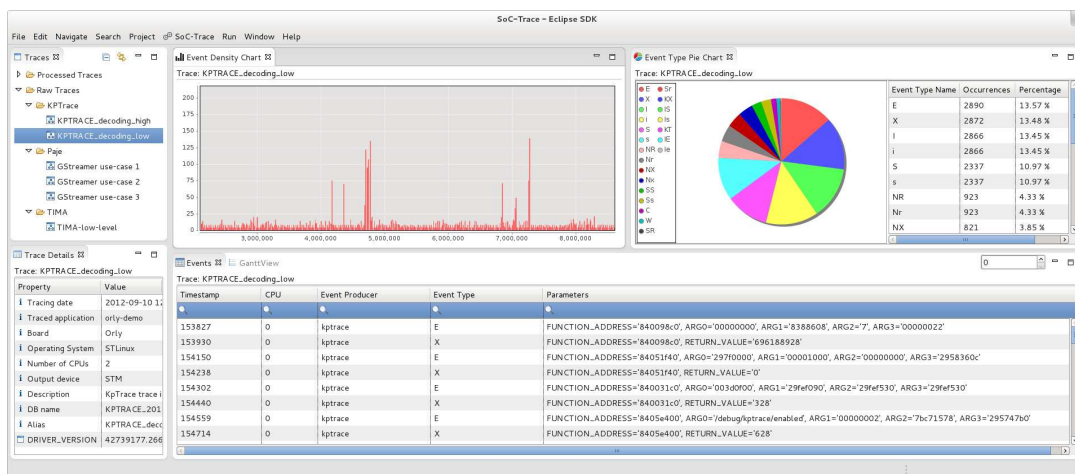 SoC-Trace - Eclipse SDK
File Edit Navigate Search Project SoC-Trace Run Window Help
Traces
Processed Traces
Raw Traces
KPTrace
KPTRACE_decoding_high
KPTRACE_decoding_low
Paje
GStreamer use-case 1
GStreamer use-case 2
GStreamer use-case 3
TIMA
TIMA-low-level
Event Density Chart
Trace: KPTRACE_decoding_low
200
175
150
125
100
75
50
25
0
3,000,000 4,000,000 5,000,000 6,000,000 7,000,000 8,000,000
Event Type Pie Chart
Trace: KPTRACE_decoding_low
E Sr
X KX
I IS
i Is
S KT
s IE
NR Ie
Nr
NX
Nx
SS
Ss
C
W
SR
Event Type Name Occurrences Percentage
E 2890 13.57 %
X 2872 13.48 %
I 2866 13.45 %
i 2866 13.45 %
S 2337 10.97 %
s 2337 10.97 %
NR 923 4.33 %
Nr 923 4.33 %
NX 821 3.85 %
Trace Details
Trace: KPTRACE_decoding_low
Property Value
Tracing date 2012-09-10 12
Traced application orly-demo
Board Orly
Operating System STLinux
Number of CPUs 2
Output device STM
Description KpTrace trace i
DB name KPTRACE_201
Alias KPTRACE_deco
DRIVER_VERSION 42739177.266
Events GanttView
0
Trace: KPTRACE_decoding_low
Timestamp CPU Event Producer Event Type Parameters
153827 0 kptrace E FUNCTION_ADDRESS='840098c0', ARG0='00000000', ARG1='8388608', ARG2='7', ARG3='00000022'
153930 0 kptrace X FUNCTION_ADDRESS='840098c0', RETURN_VALUE='696188928'
154150 0 kptrace E FUNCTION_ADDRESS='84051f40', ARG0='297f0000', ARG1='00001000', ARG2='00000000', ARG3='2958360c'
154238 0 kptrace X FUNCTION_ADDRESS='84051f40', RETURN_VALUE='0'
154302 0 kptrace E FUNCTION_ADDRESS='840031c0', ARG0='003d0f00', ARG1='29fef090', ARG2='29fef530', ARG3='29fef530'
154440 0 kptrace X FUNCTION_ADDRESS='840031c0', RETURN_VALUE='328'
154559 0 kptrace E FUNCTION_ADDRESS='8405e400', ARG0='/debug/kptrace/enabled', ARG1='00000002', ARG2='7bc71578', ARG3='295747b0'
154714 0 kptrace X FUNCTION_ADDRESS='8405e400', RETURN_VALUE='628'